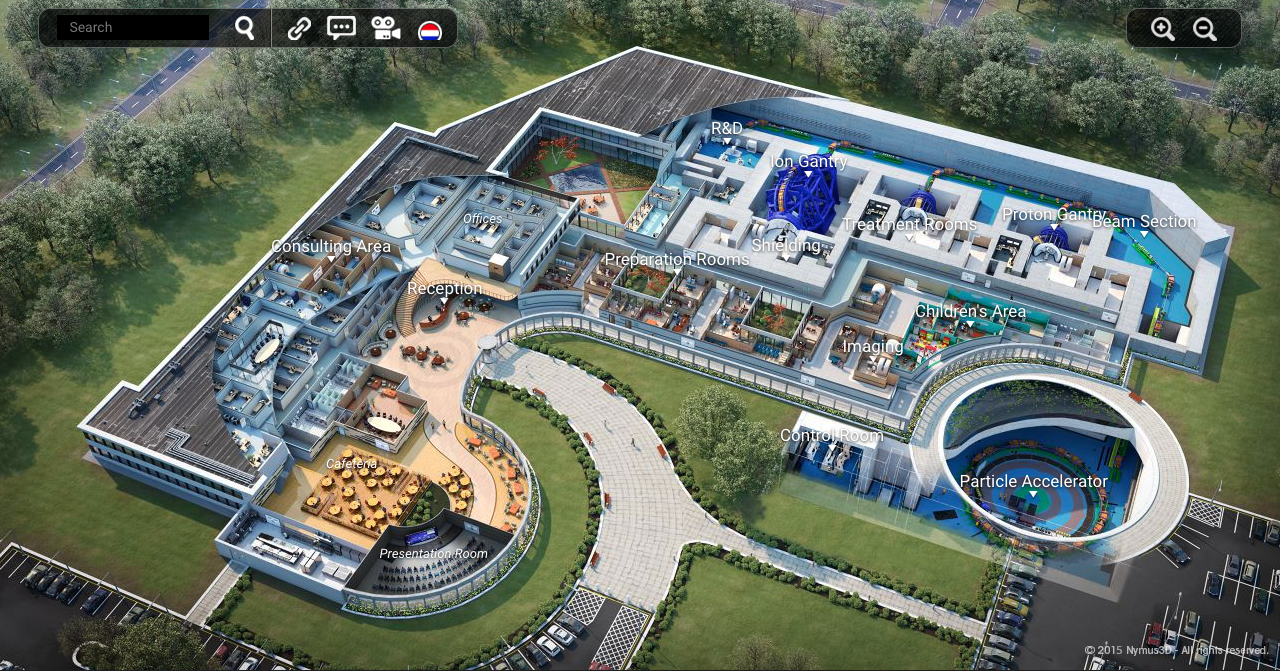 Search
R&D
Ion Gantry
Proton Gantry
Offices
Treatment Rooms
Beam Section
Consulting Area
Shielding
Preparation Rooms
Reception
Children's Area
Imaging
Control Room
Cafeteria
Particle Accelerator
Presentation Room
© 2015 Nymus3D - All rights reserved.